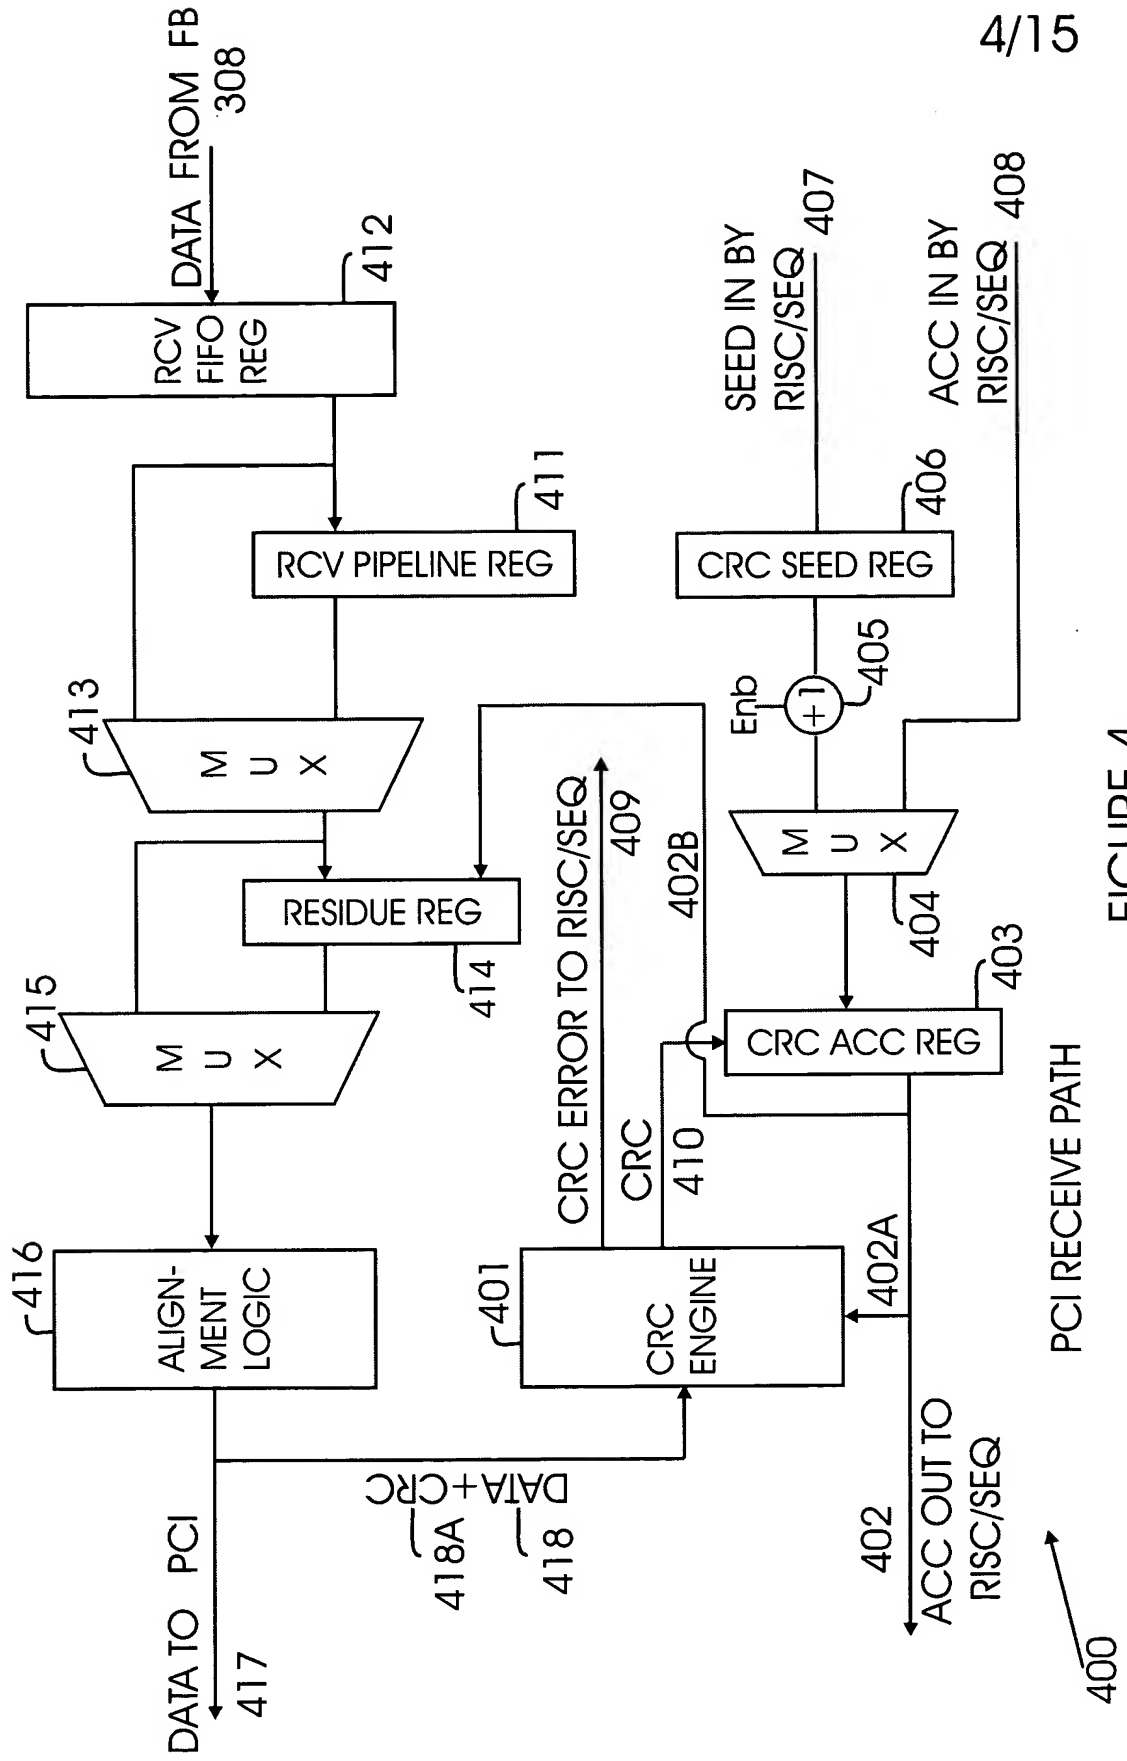 4/15
DATA FROM FB
308
RCV
FIFO
REG
412
RCV PIPELINE REG
411
M
U
X
413
RESIDUE REG
414
M
U
X
415
ALIGN-
MENT
LOGIC
416
DATA TO PCI
417
DATA+CRC
418A
418
CRC
ENGINE
401
CRC ERROR TO RISC/SEQ
409
CRC
410
402B
402A
CRC ACC REG
403
M
U
X
404
Enb
+1
405
CRC SEED REG
406
SEED IN BY
RISC/SEQ
407
ACC IN BY
RISC/SEQ
408
402
ACC OUT TO
RISC/SEQ
400
PCI RECEIVE PATH
FIGURE 4